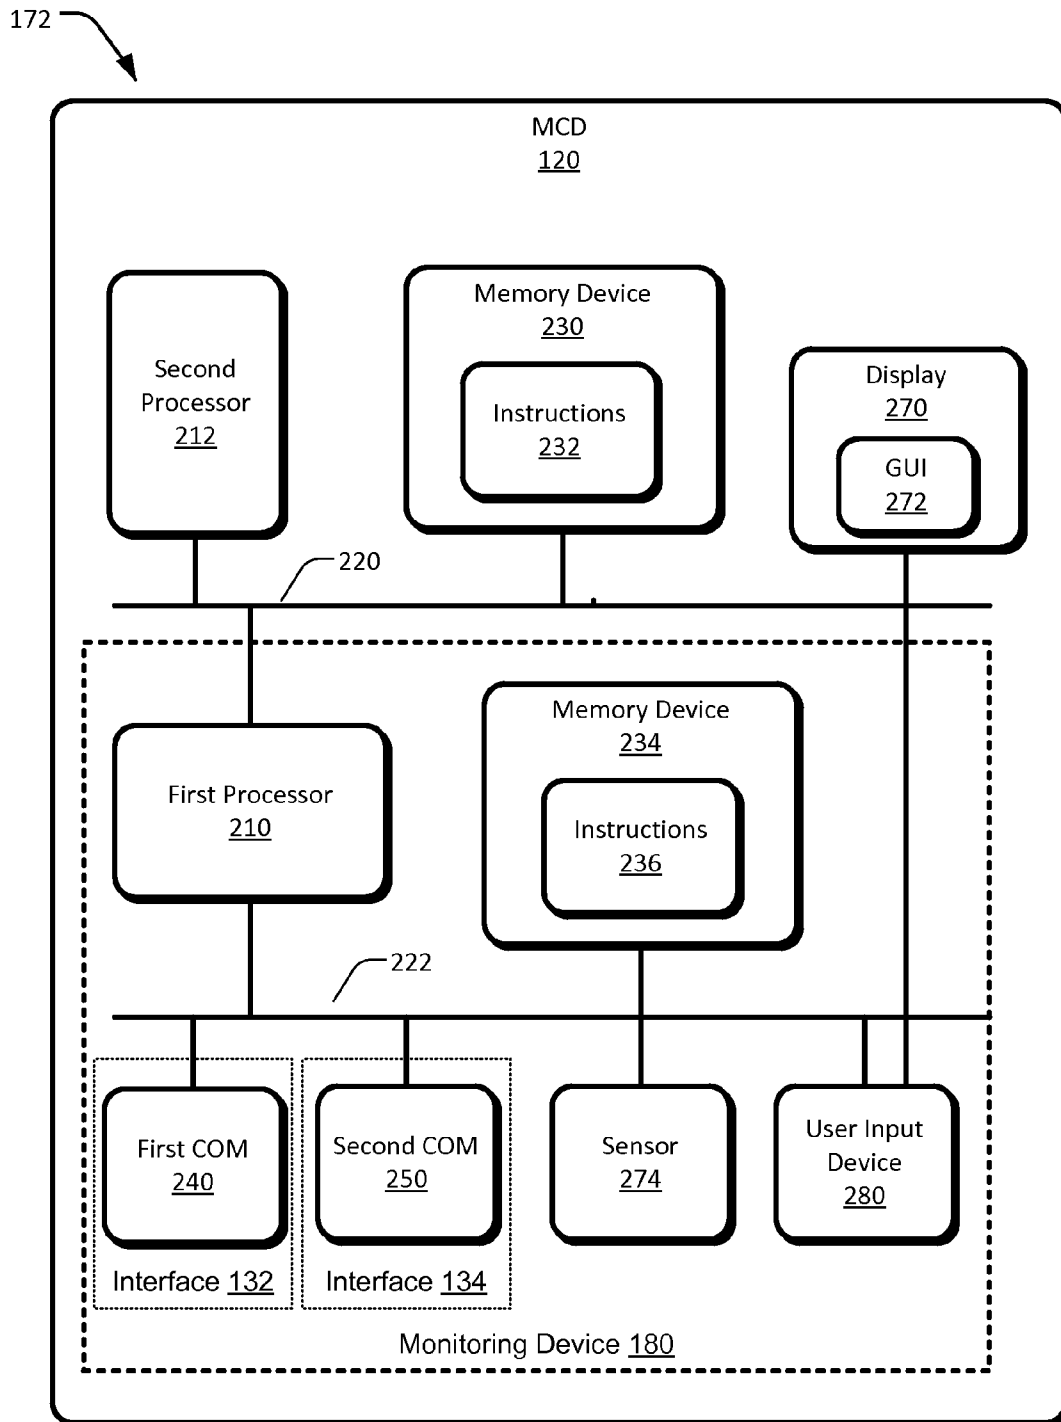 172
MCD
120
Second
Processor
212
Memory Device
230
Instructions
232
Display
270
GUI
272
220
First Processor
210
Memory Device
234
Instructions
236
222
First COM
240
Interface 132
Second COM
250
Interface 134
Sensor
274
User Input
Device
280
Monitoring Device 180